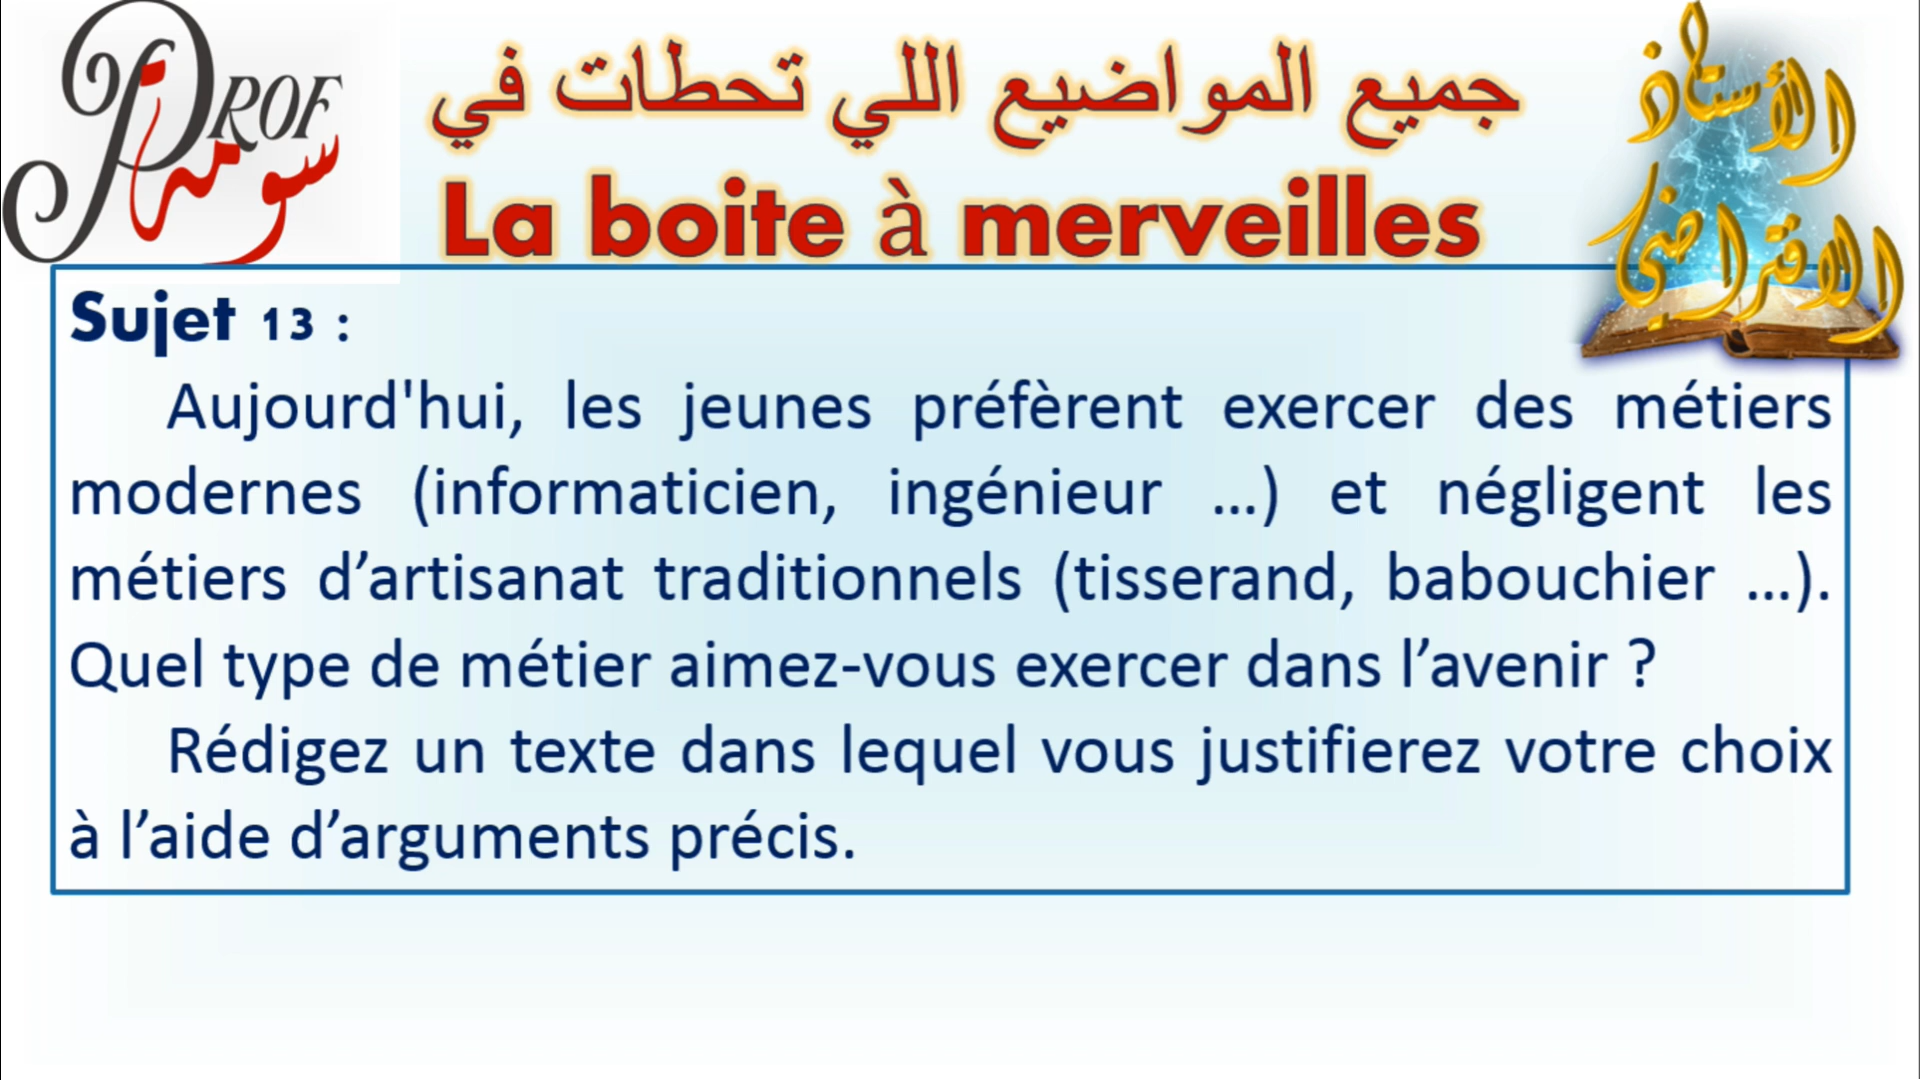 PROF سومة
جميع المواضيع اللي تحطات في
الأستاذ
La boite à merveilles
الافتراضي
Sujet 13 :
Aujourd'hui, les jeunes préfèrent exercer des métiers
modernes (informaticien, ingénieur ...) et négligent les
métiers d’artisanat traditionnels (tisserand, babouchier ...).
Quel type de métier aimez-vous exercer dans l’avenir ?
Rédigez un texte dans lequel vous justifierez votre choix
à l’aide d’arguments précis.